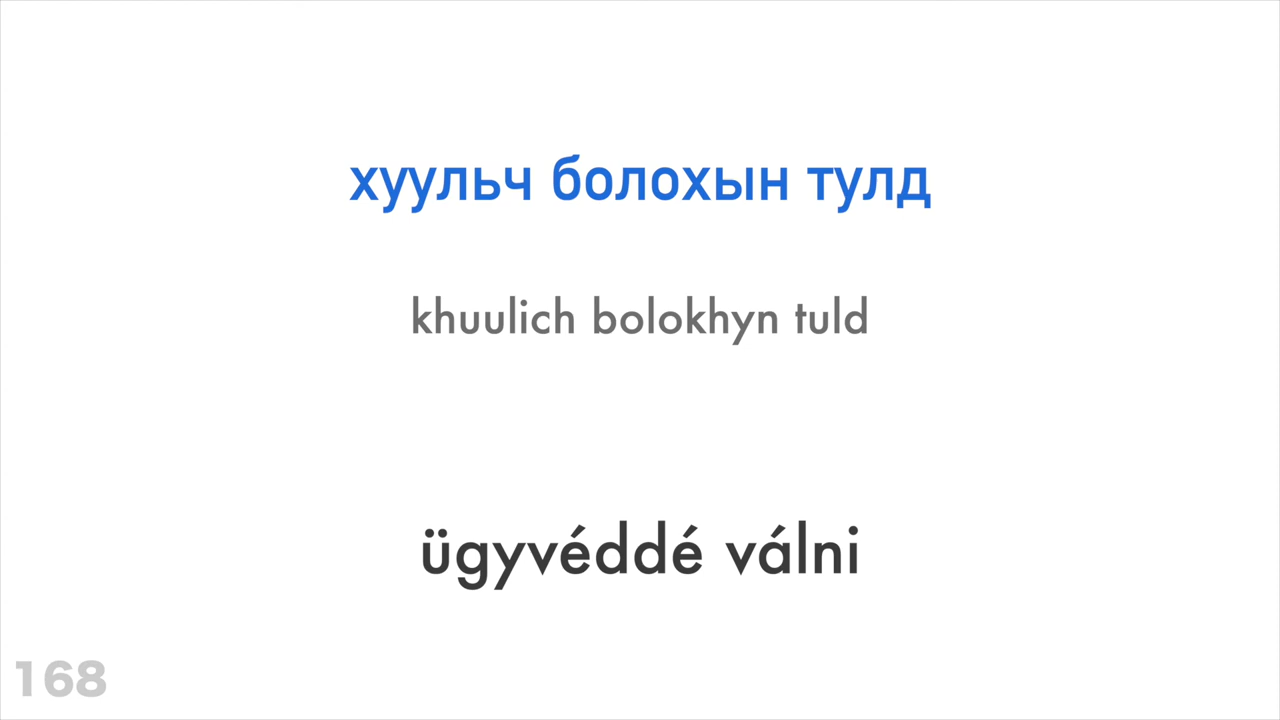 хуульч болохын тулд
khuulich bolokhyn tuld
ügyvéddé válni
168